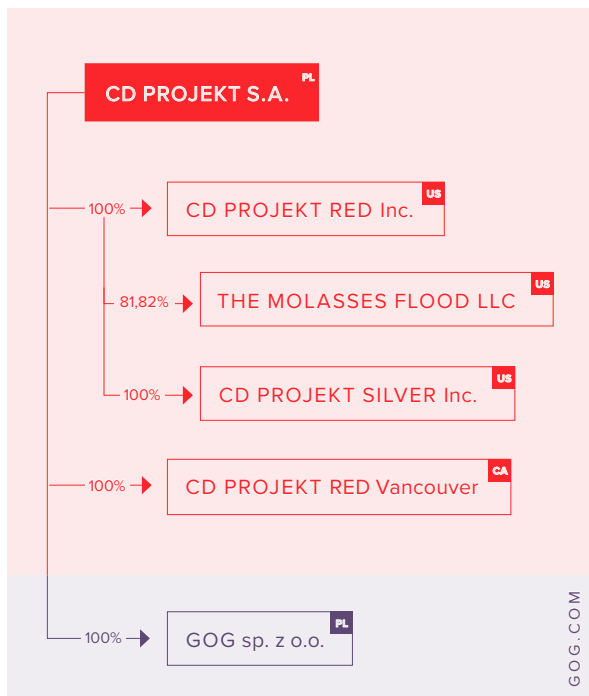 PL
CD PROJEKT S.A.
US
100%
CD PROJEKT RED Inc.
US
81,82%
THE MOLASSES FLOOD LLC
US
100%
CD PROJEKT SILVER Inc.
CA
100%
CD PROJEKT RED Vancouver
PL
100%
GOG sp. z o.o.
GOG.COM